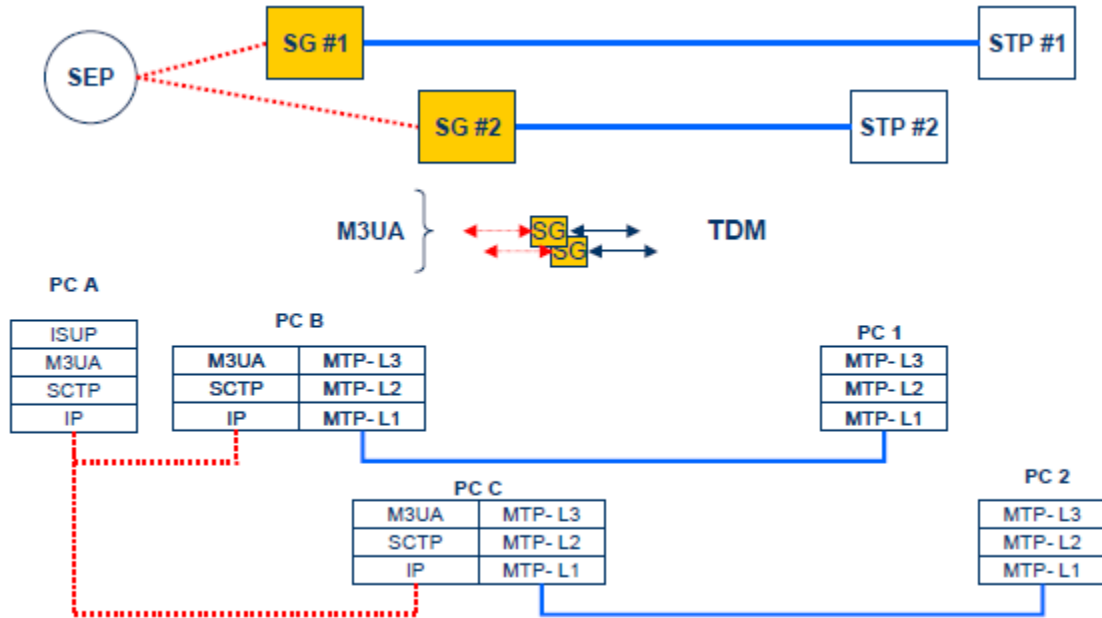 SEP
SG #1
STP #1
SG #2
STP #2
M3UA
SG
SG
TDM
PC A
ISUP
M3UA
SCTP
IP
PC B
M3UA MTP- L3
SCTP MTP- L2
IP MTP- L1
PC 1
MTP- L3
MTP- L2
MTP- L1
PC C
M3UA MTP- L3
SCTP MTP- L2
IP MTP- L1
PC 2
MTP- L3
MTP- L2
MTP- L1